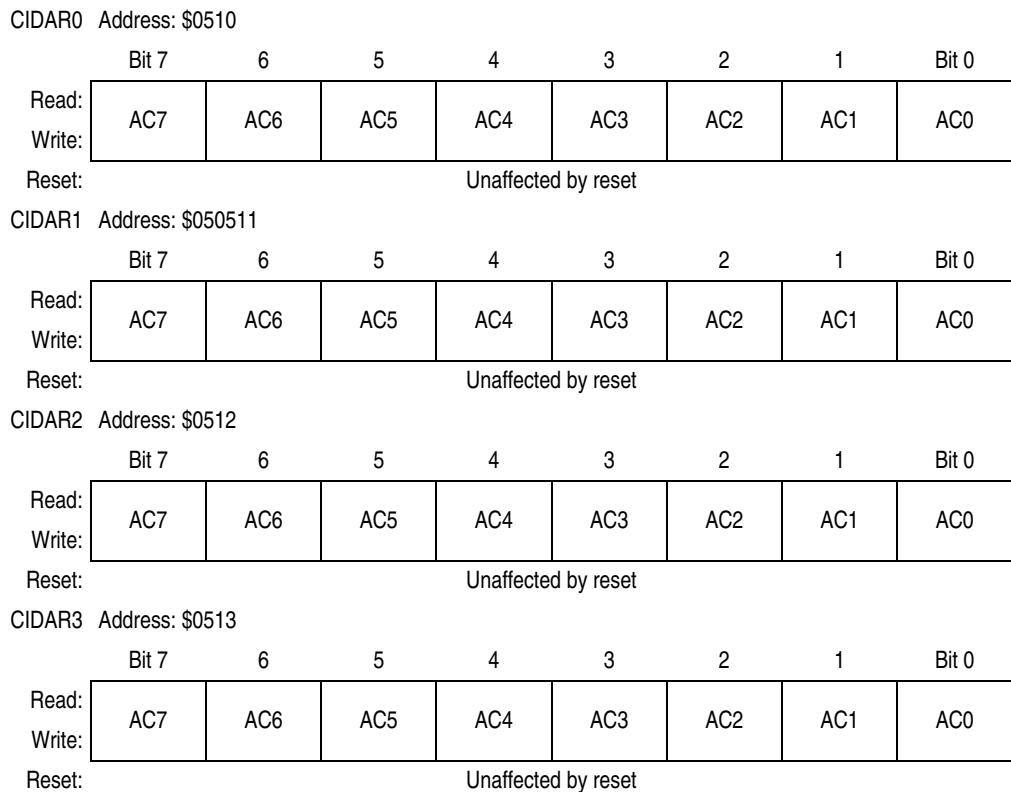 CIDAR0 Address: $0510
Bit 7 6 5 4 3 2 1 Bit 0
Read:
AC7 AC6 AC5 AC4 AC3 AC2 AC1 AC0
Write:
Reset: Unaffected by reset
CIDAR1 Address: $050511
Bit 7 6 5 4 3 2 1 Bit 0
Read:
AC7 AC6 AC5 AC4 AC3 AC2 AC1 AC0
Write:
Reset: Unaffected by reset
CIDAR2 Address: $0512
Bit 7 6 5 4 3 2 1 Bit 0
Read:
AC7 AC6 AC5 AC4 AC3 AC2 AC1 AC0
Write:
Reset: Unaffected by reset
CIDAR3 Address: $0513
Bit 7 6 5 4 3 2 1 Bit 0
Read:
AC7 AC6 AC5 AC4 AC3 AC2 AC1 AC0
Write:
Reset: Unaffected by reset